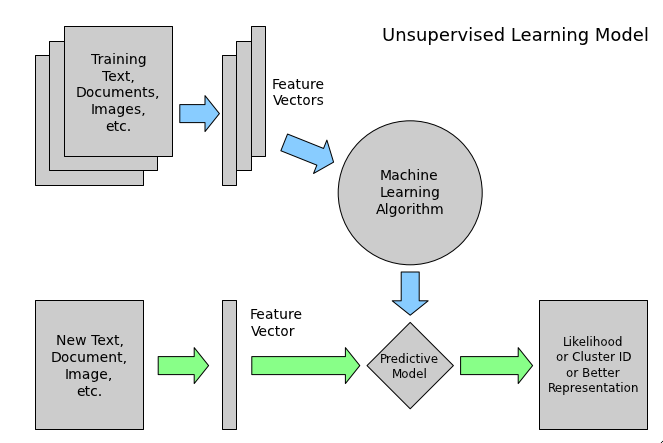 Unsupervised Learning Model
Training
Text,
Documents,
Images,
etc.
Feature
Vectors
Machine
Learning
Algorithm
New Text,
Document,
Image,
etc.
Feature
Vector
Predictive
Model
Likelihood
or Cluster ID
or Better
Representation